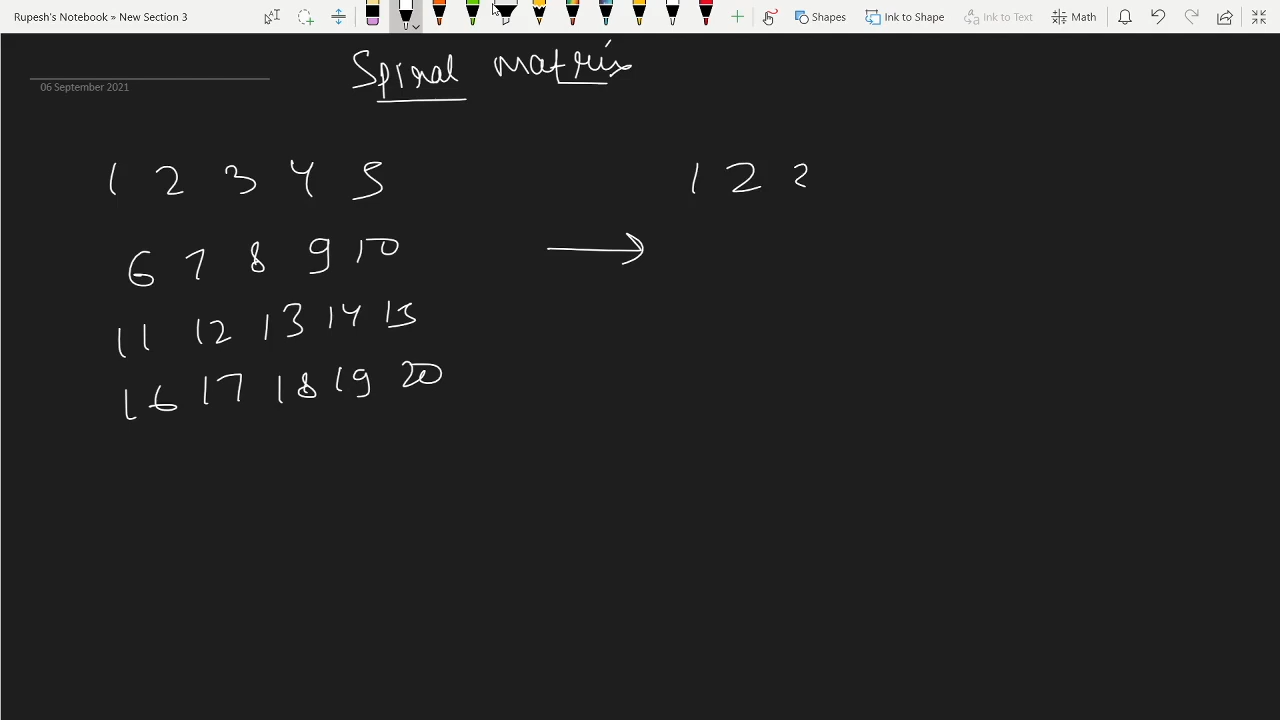 Rupesh's Notebook » New Section 3
Shapes Ink to Shape Ink to Text Math
Spiral matrix
06 September 2021
1 2 3 4 5
1 2
6 7 8 9 10
11 12 13 14 15
16 17 18 19 20